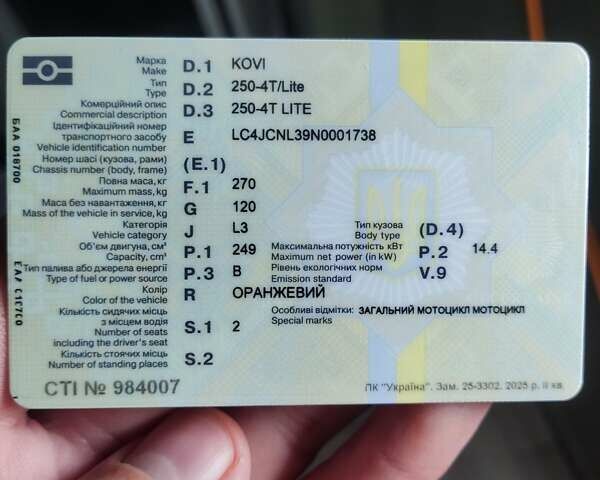 Марка D.1 KOVI
Make
Тип D.2 250-4T/Lite
Type
Комерційний опис D.3 250-4T LITE
Commercial description
Ідентифікаційний номер
транспортного засобу E LC4JCNL39N0001738
Vehicle identification number
Номер шасі (кузова, рами) (E.1)
Chassis number (body, frame)
Повна маса, кг F.1 270
Maximum mass, kg
Маса без навантаження, кг G 120
Mass of the vehicle in service, kg
Категорія J L3 Тип кузова (D.4)
Vehicle category Body type
Об'єм двигуна, см³ P.1 249 Максимальна потужність кВт P.2 14.4
Capacity, cm³ Maximum net power (in kW)
Тип палива або джерела енергії P.3 B Рівень екологічних норм V.9
Type of fuel or power source Emission standard
Колір R ОРАНЖЕВИЙ
Color of the vehicle
Кількість сидячих місць Особливі відмітки: ЗАГАЛЬНИЙ МОТОЦИКЛ МОТОЦИКЛ
з місцем водія S.1 2 Special marks
Number of seats
including the driver's seat
Кількість стоячих місць S.2
Number of standing places
СТІ № 984007
ПК "Україна". Зам. 25-3302. 2025 р. II кв.
БАА 018700